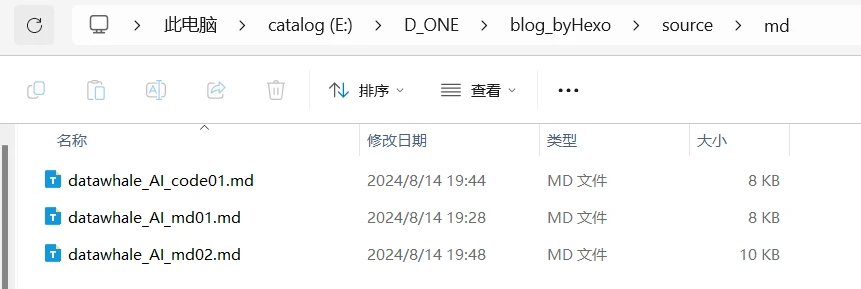 此电脑 catalog (E:) D_ONE blog_byHexo source md
排序 查看
名称 修改日期 类型 大小
datawhale_AI_code01.md 2024/8/14 19:44 MD 文件 8 KB
datawhale_AI_md01.md 2024/8/14 19:28 MD 文件 8 KB
datawhale_AI_md02.md 2024/8/14 19:48 MD 文件 10 KB